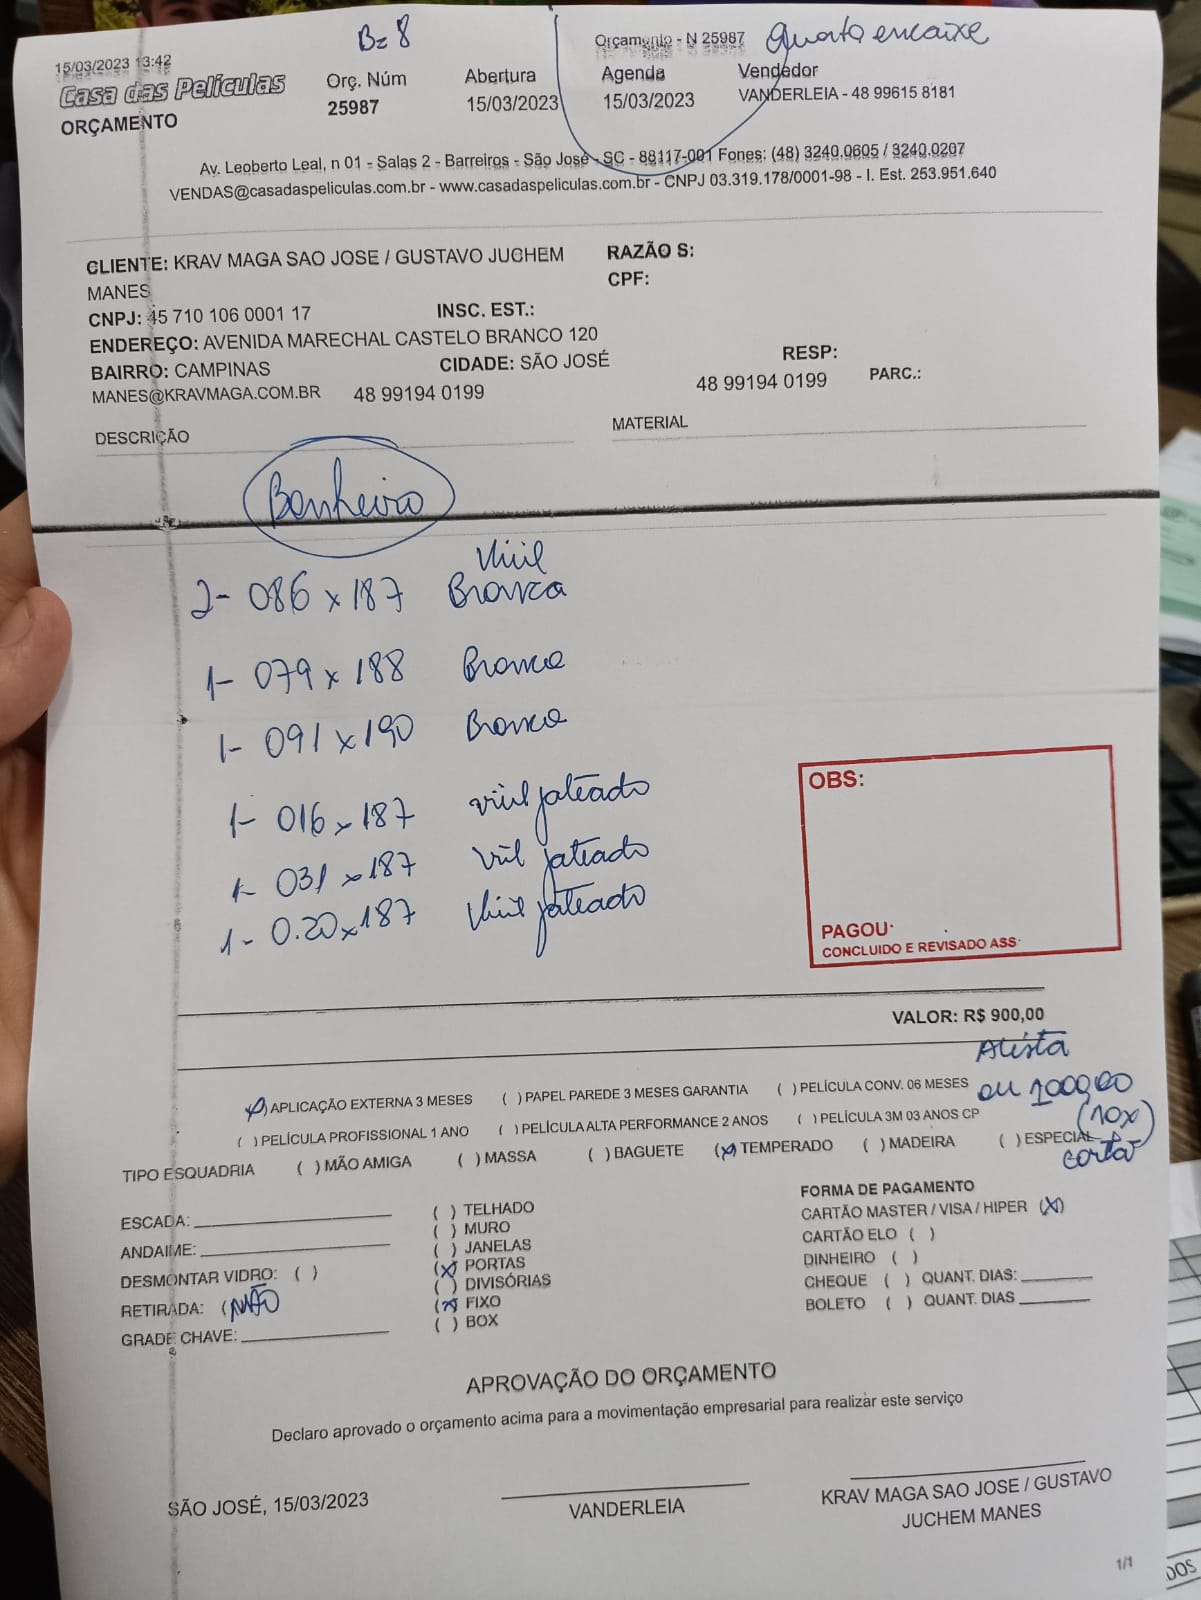 Bz 8
Orçamento - N 25987 Quarta encaixe
15/03/2023 13:42
Casa das Películas
ORÇAMENTO
Orç. Núm
25987
Abertura
15/03/2023
Agenda
15/03/2023
Vendedor
VANDERLEIA - 48 99615 8181
Av. Leoberto Leal, n 01 - Salas 2 - Barreiros - São José - SC - 88117-001 Fones: (48) 3240.0605 / 3240.0207
VENDAS@casadaspeliculas.com.br - www.casadaspeliculas.com.br - CNPJ 03.319.178/0001-98 - I. Est. 253.951.640
CLIENTE: KRAV MAGA SAO JOSE / GUSTAVO JUCHEM
MANES
RAZÃO S:
CPF:
CNPJ: 45 710 106 0001 17 INSC. EST.:
ENDEREÇO: AVENIDA MARECHAL CASTELO BRANCO 120
BAIRRO: CAMPINAS CIDADE: SÃO JOSÉ RESP:
MANES@KRAVMAGA.COM.BR 48 99194 0199 48 99194 0199 PARC.:
DESCRIÇÃO MATERIAL
Banheiro
Vinil
2- 086 x 187 Branca
1- 079 x 188 Branco
1- 091 x 190 Branco
1- 016 x 187 vinil jateado
1- 031 x 187 vinil jateado
1- 0.20 x 187 Vinil jateado
OBS:
PAGOU:
CONCLUIDO E REVISADO ASS:
VALOR: R$ 900,00
Avista
ou 1000,00
(10x)
cartão
(x) APLICAÇÃO EXTERNA 3 MESES ( ) PAPEL PAREDE 3 MESES GARANTIA ( ) PELÍCULA CONV. 06 MESES
( ) PELÍCULA PROFISSIONAL 1 ANO ( ) PELÍCULA ALTA PERFORMANCE 2 ANOS ( ) PELÍCULA 3M 03 ANOS CP
TIPO ESQUADRIA ( ) MÃO AMIGA ( ) MASSA ( ) BAGUETE (x) TEMPERADO ( ) MADEIRA ( ) ESPECIAL
ESCADA:
ANDAIME:
DESMONTAR VIDRO: ( )
RETIRADA: (NÃO
GRADE CHAVE:
( ) TELHADO
( ) MURO
( ) JANELAS
(x) PORTAS
( ) DIVISÓRIAS
(x) FIXO
( ) BOX
FORMA DE PAGAMENTO
CARTÃO MASTER / VISA / HIPER (x)
CARTÃO ELO ( )
DINHEIRO ( )
CHEQUE ( ) QUANT. DIAS:
BOLETO ( ) QUANT. DIAS
APROVAÇÃO DO ORÇAMENTO
Declaro aprovado o orçamento acima para a movimentação empresarial para realizar este serviço
SÃO JOSÉ, 15/03/2023
VANDERLEIA
KRAV MAGA SAO JOSE / GUSTAVO
JUCHEM MANES
1/1
DOS